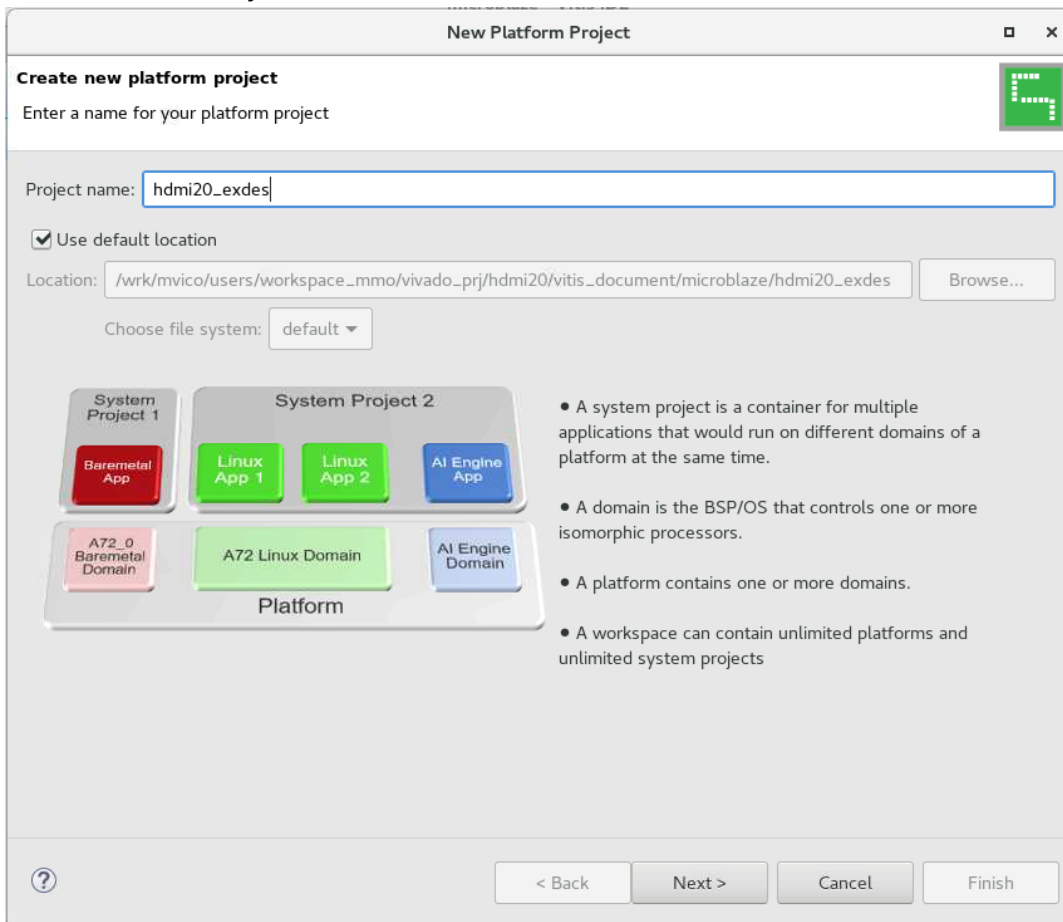 New Platform Project
Create new platform project
Enter a name for your platform project
Project name: hdmi20_exdes
Use default location
Location: /wrk/mvico/users/workspace_mmo/vivado_prj/hdmi20/vitis_document/microblaze/hdmi20_exdes Browse...
Choose file system: default
System
Project 1
System Project 2
Baremetal
App
Linux
App 1
Linux
App 2
AI Engine
App
A72_0
Baremetal
Domain
A72 Linux Domain
AI Engine
Domain
Platform
• A system project is a container for multiple
applications that would run on different domains of a
platform at the same time.
• A domain is the BSP/OS that controls one or more
isomorphic processors.
• A platform contains one or more domains.
• A workspace can contain unlimited platforms and
unlimited system projects
? < Back Next > Cancel Finish